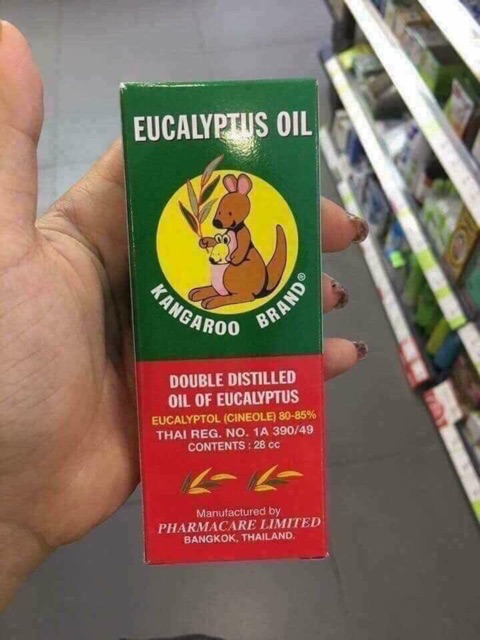 EUCALYPTUS OIL
KANGAROO BRAND®
DOUBLE DISTILLED
OIL OF EUCALYPTUS
EUCALYPTOL (CINEOLE) 80-85%
THAI REG. NO. 1A 390/49
CONTENTS : 28 cc
Manufactured by
PHARMACARE LIMITED
BANGKOK, THAILAND.